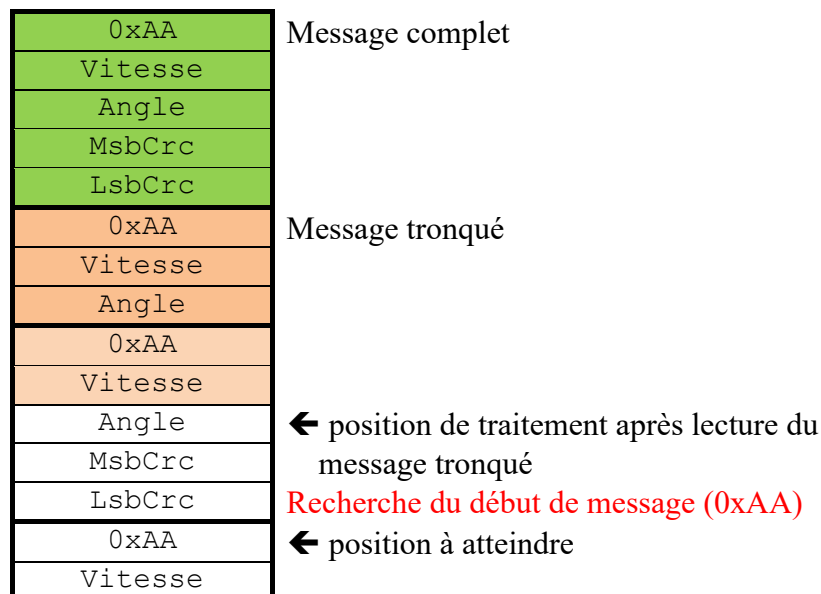 0xAA Message complet
Vitesse
Angle
MsbCrc
LsbCrc
0xAA Message tronqué
Vitesse
Angle
0xAA
Vitesse
Angle 🡸 position de traitement après lecture du
MsbCrc message tronqué
LsbCrc Recherche du début de message (0xAA)
0xAA 🡸 position à atteindre
Vitesse